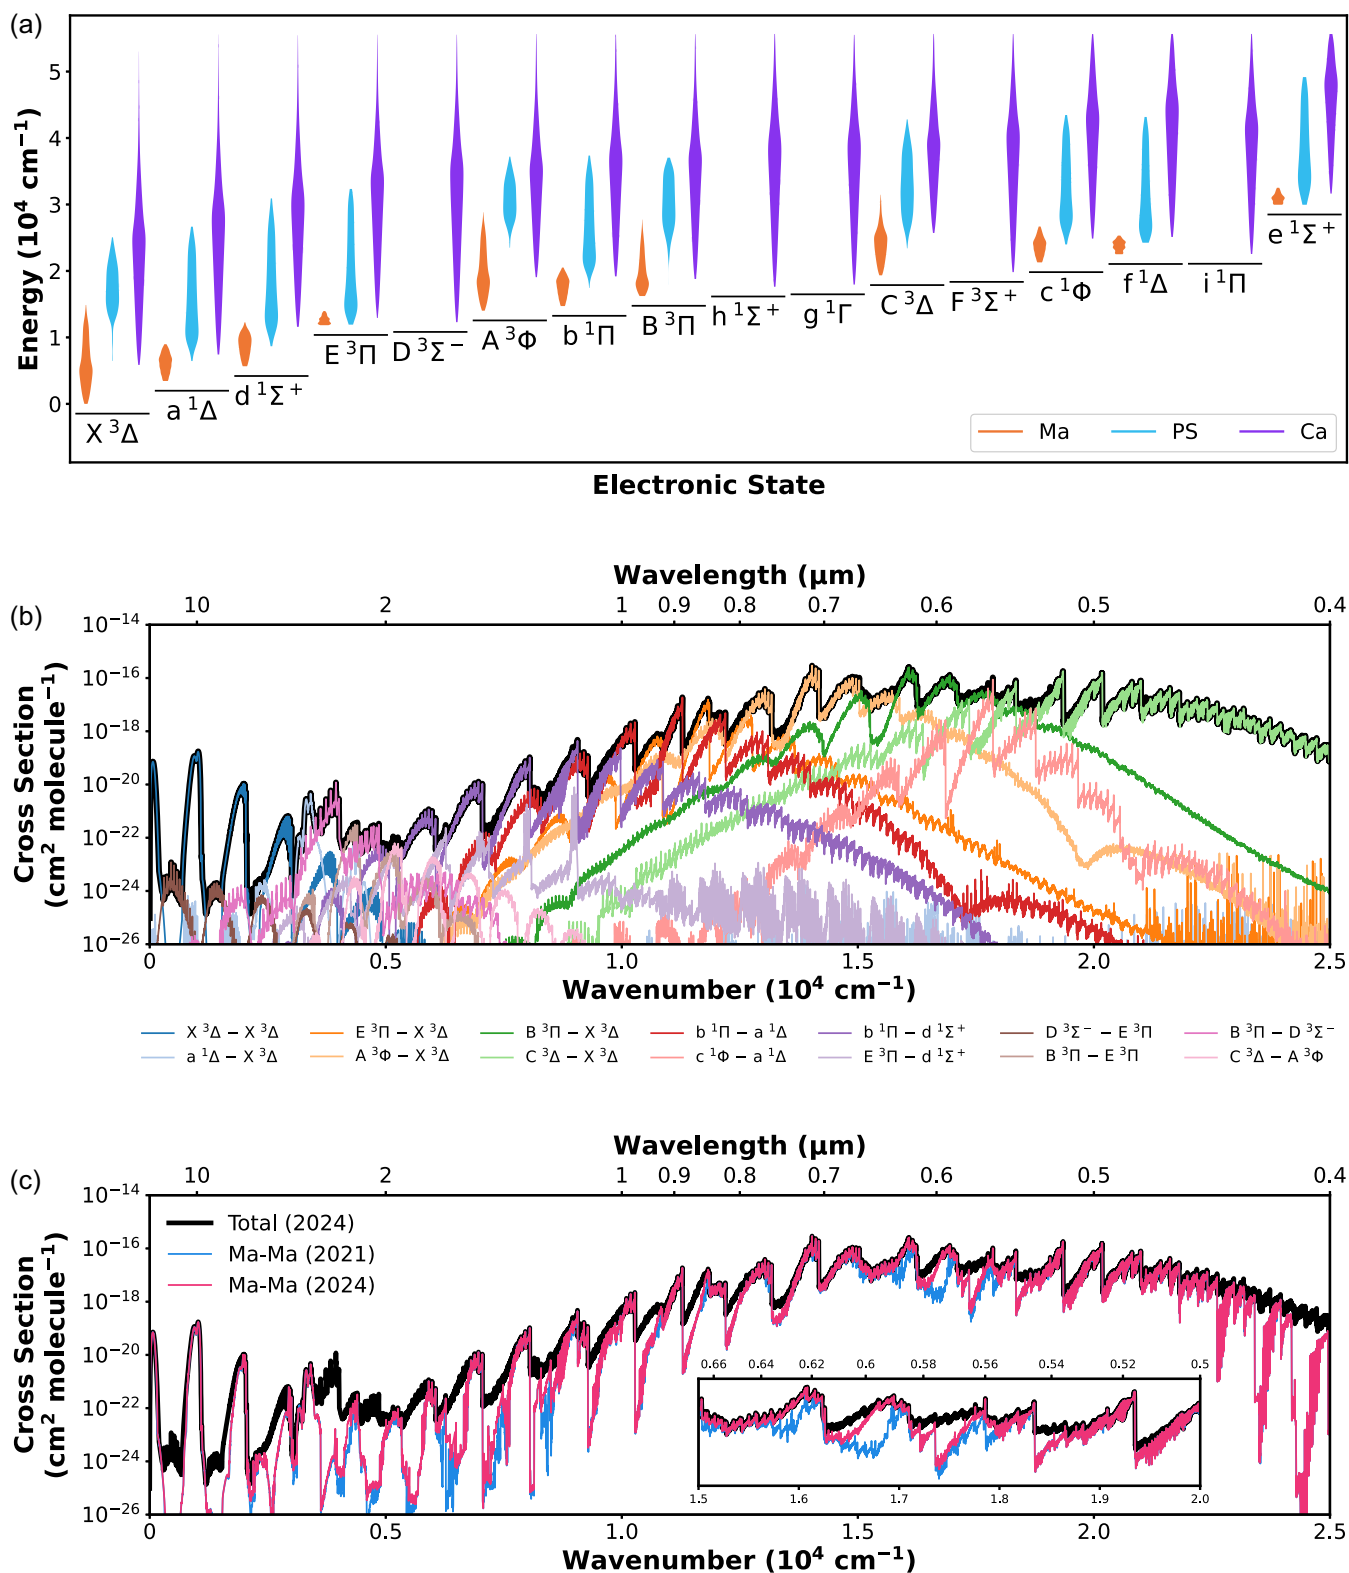 (a)
Energy (10⁴ cm⁻¹)
5
4
3
2
1
0
X ³Δ
a ¹Δ
d ¹Σ⁺
E ³Π
D ³Σ⁻
A ³Φ
b ¹Π
B ³Π
h ¹Σ⁺
g ¹Γ
C ³Δ
F ³Σ⁺
c ¹Φ
f ¹Δ
i ¹Π
e ¹Σ⁺
Ma PS Ca
Electronic State
Wavelength (μm)
(b)
10 2 1 0.9 0.8 0.7 0.6 0.5 0.4
Cross Section
(cm² molecule⁻¹)
10⁻¹⁴
10⁻¹⁶
10⁻¹⁸
10⁻²⁰
10⁻²²
10⁻²⁴
10⁻²⁶
0 0.5 1.0 1.5 2.0 2.5
Wavenumber (10⁴ cm⁻¹)
X ³Δ − X ³Δ E ³Π − X ³Δ B ³Π − X ³Δ b ¹Π − a ¹Δ b ¹Π − d ¹Σ⁺ D ³Σ⁻ − E ³Π B ³Π − D ³Σ⁻
a ¹Δ − X ³Δ A ³Φ − X ³Δ C ³Δ − X ³Δ c ¹Φ − a ¹Δ E ³Π − d ¹Σ⁺ B ³Π − E ³Π C ³Δ − A ³Φ
Wavelength (μm)
(c)
10 2 1 0.9 0.8 0.7 0.6 0.5 0.4
Cross Section
(cm² molecule⁻¹)
10⁻¹⁴
10⁻¹⁶
10⁻¹⁸
10⁻²⁰
10⁻²²
10⁻²⁴
10⁻²⁶
Total (2024)
Ma-Ma (2021)
Ma-Ma (2024)
0.66 0.64 0.62 0.6 0.58 0.56 0.54 0.52 0.5
1.5 1.6 1.7 1.8 1.9 2.0
0 0.5 1.0 1.5 2.0 2.5
Wavenumber (10⁴ cm⁻¹)